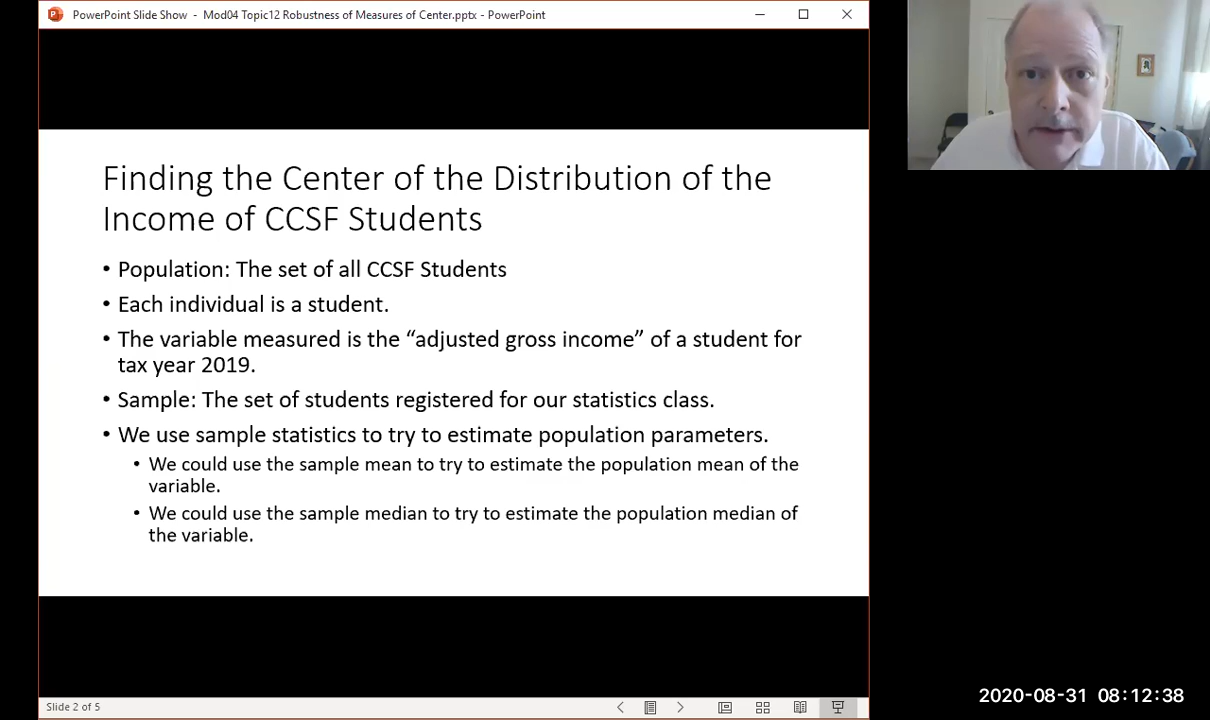 PowerPoint Slide Show - Mod04 Topic12 Robustness of Measures of Center.pptx - PowerPoint
Finding the Center of the Distribution of the
Income of CCSF Students
• Population: The set of all CCSF Students
• Each individual is a student.
• The variable measured is the “adjusted gross income” of a student for
tax year 2019.
• Sample: The set of students registered for our statistics class.
• We use sample statistics to try to estimate population parameters.
• We could use the sample mean to try to estimate the population mean of the
variable.
• We could use the sample median to try to estimate the population median of
the variable.
Slide 2 of 5
2020-08-31 08:12:38